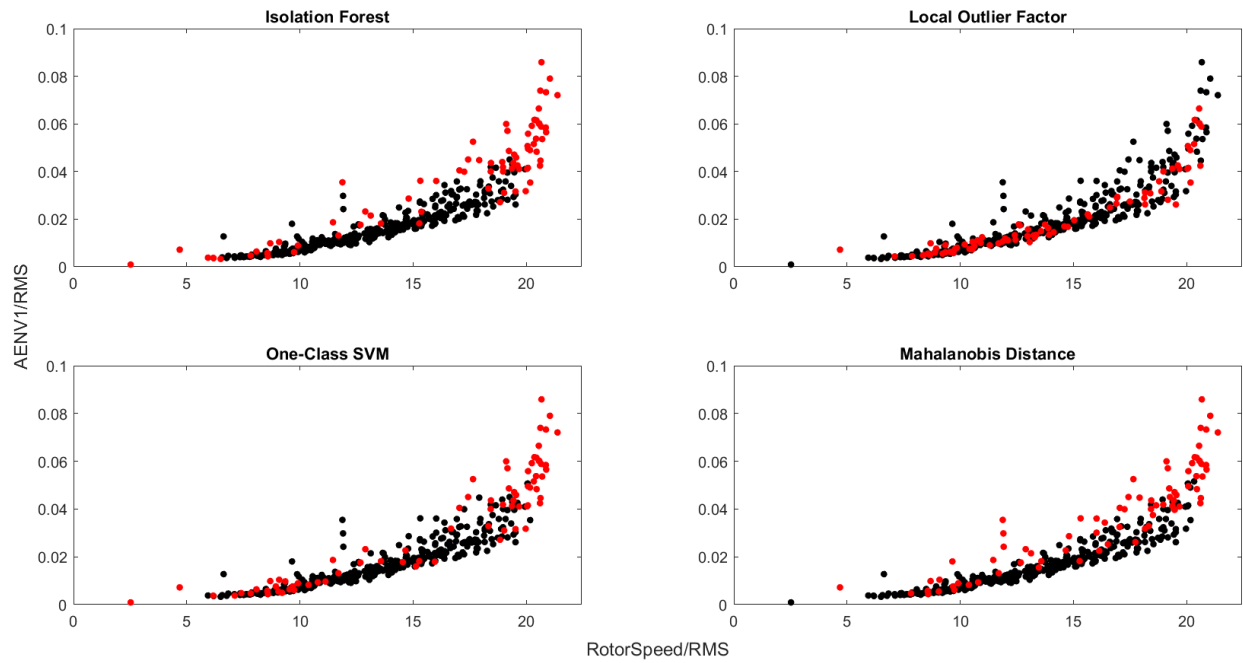 Isolation Forest
Local Outlier Factor
0.1
0.08
0.06
0.04
0.02
0
0 5 10 15 20
0.1
0.08
0.06
0.04
0.02
0
0 5 10 15 20
AENV1/RMS
One-Class SVM
Mahalanobis Distance
0.1
0.08
0.06
0.04
0.02
0
0 5 10 15 20
0.1
0.08
0.06
0.04
0.02
0
0 5 10 15 20
RotorSpeed/RMS